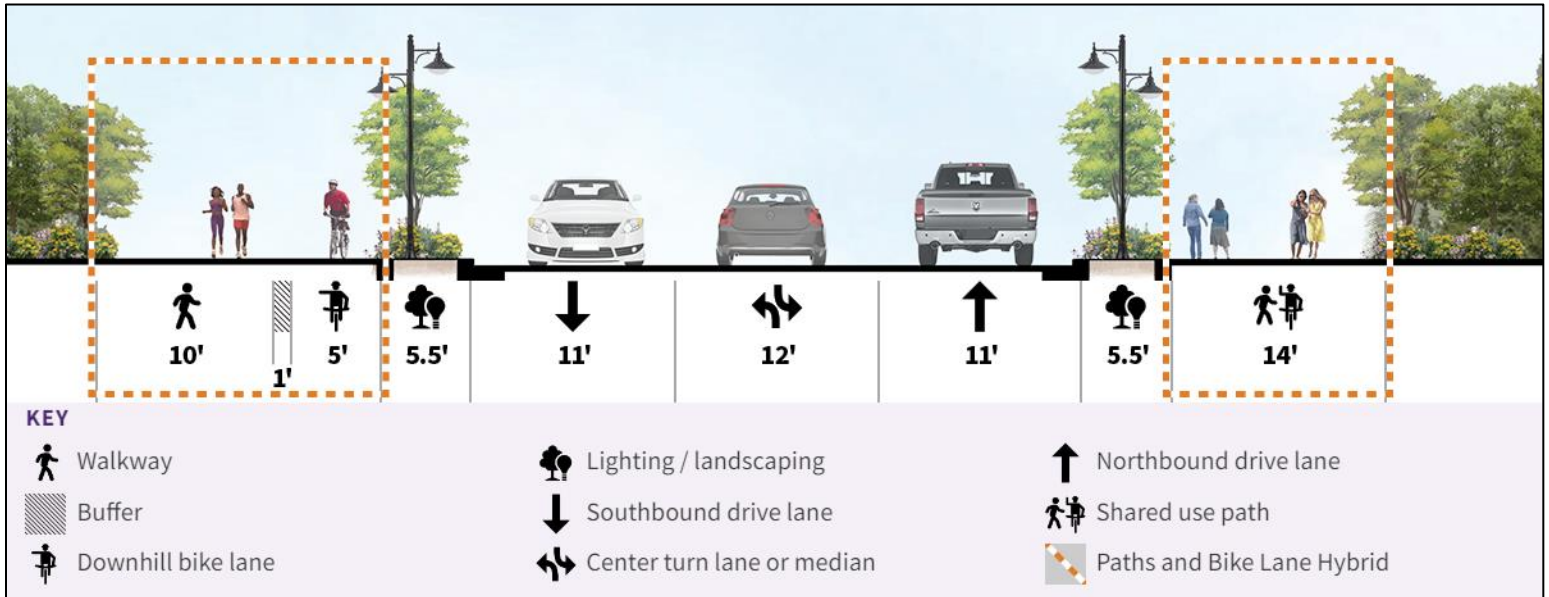 10' 1' 5' 5.5' 11' 12' 11' 5.5' 14'
KEY
Walkway
Buffer
Downhill bike lane
Lighting / landscaping
Southbound drive lane
Center turn lane or median
Northbound drive lane
Shared use path
Paths and Bike Lane Hybrid